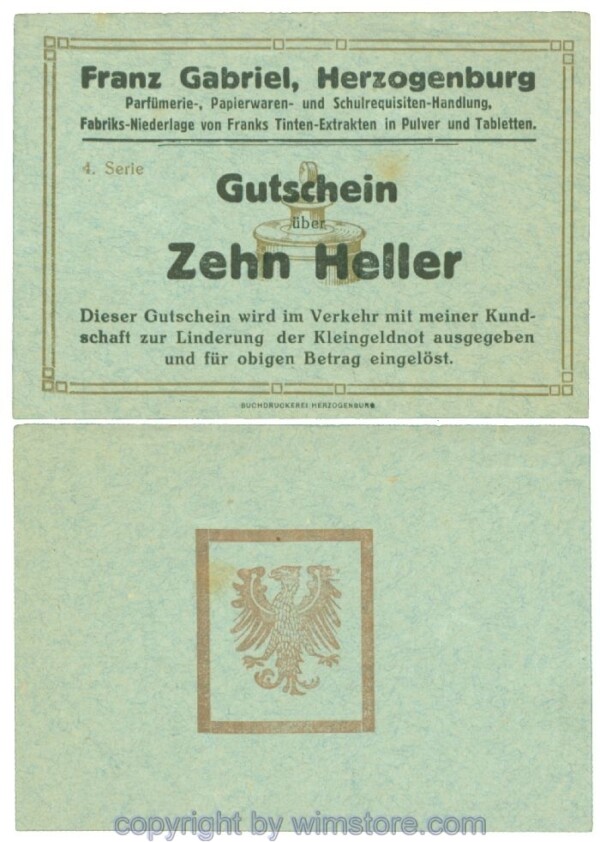 Franz Gabriel, Herzogenburg
Parfümerie-, Papierwaren- und Schulrequisiten-Handlung,
Fabriks-Niederlage von Franks Tinten-Extrakten in Pulver und Tabletten.
4. Serie
Gutschein
über
Zehn Heller
Dieser Gutschein wird im Verkehr mit meiner Kund-
schaft zur Linderung der Kleingeldnot ausgegeben
und für obigen Betrag eingelöst.
BUCHDRUCKEREI HERZOGENBURG
copyright by wimstore.com